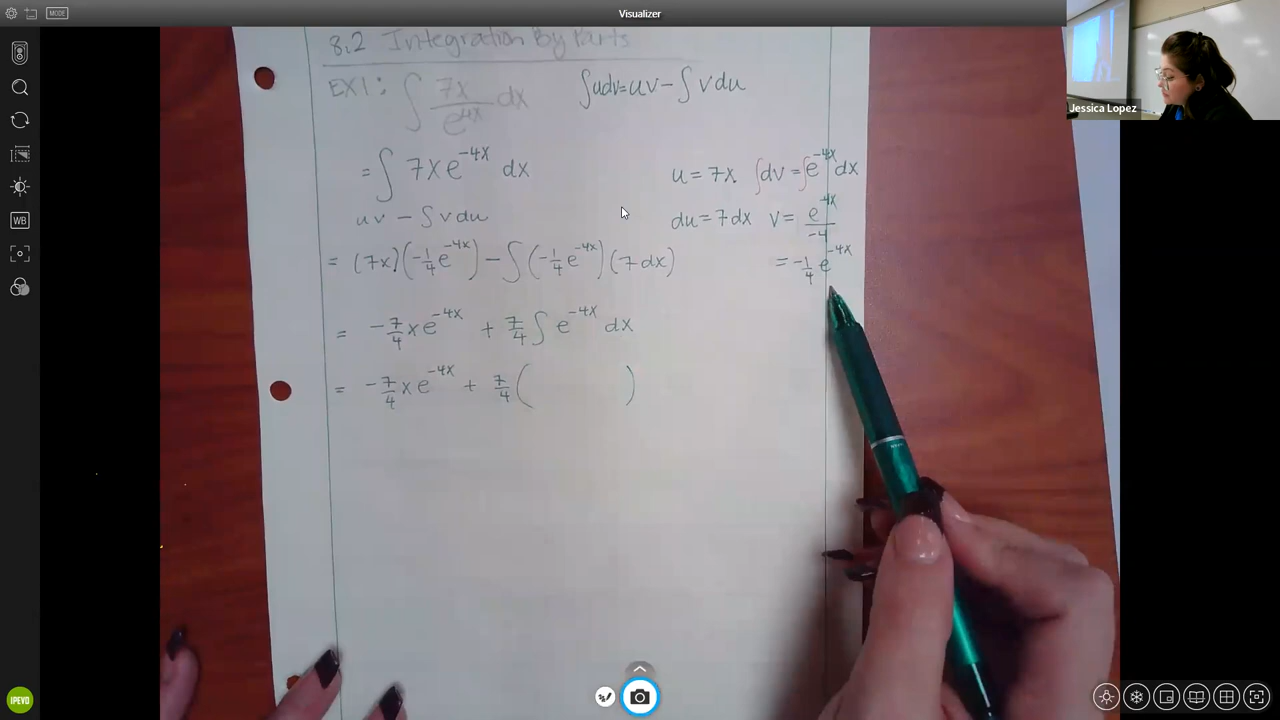 Visualizer
MODE
WB
IPEVO
Jessica Lopez
8.2 Integration By Parts
EX1: ∫ 7x/e^{4x} dx ∫udv=uv-∫vdu
= ∫ 7xe^{-4x} dx u = 7x ∫dv = ∫e^{-4x}dx
uv - ∫vdu du = 7dx v = e^{-4x}/-4
= (7x)(-1/4 e^{-4x}) - ∫(-1/4 e^{-4x})(7dx) = -1/4 e^{-4x}
= -7/4 xe^{-4x} + 7/4 ∫ e^{-4x} dx
= -7/4 xe^{-4x} + 7/4 ( )